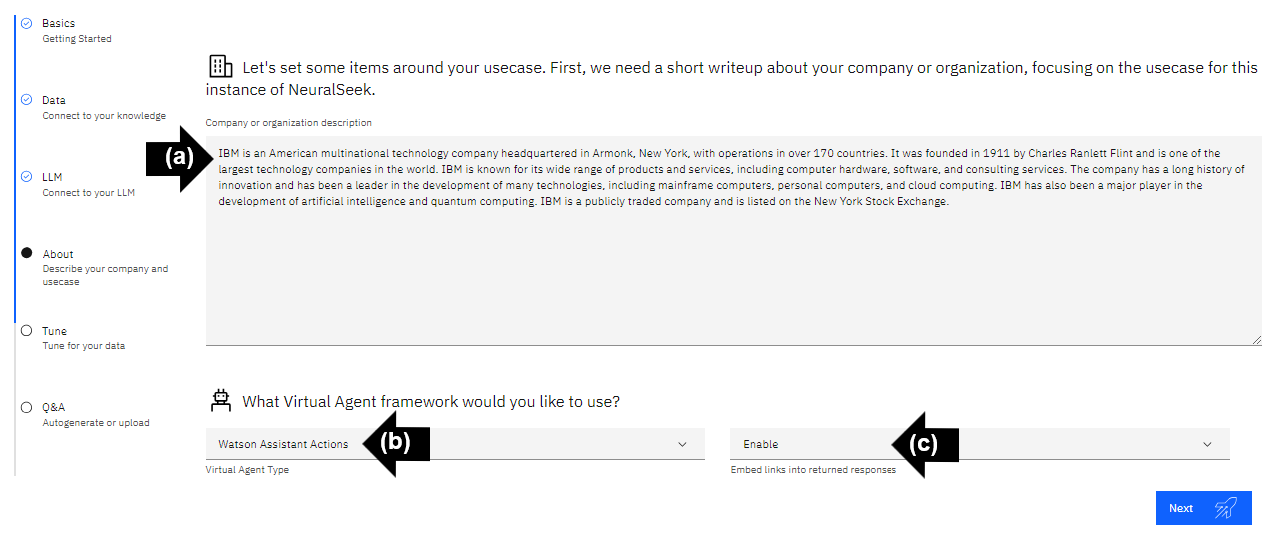 Basics
Getting Started
Data
Connect to your knowledge
LLM
Connect to your LLM
About
Describe your company and
usecase
Tune
Tune for your data
Q&A
Autogenerate or upload
Let's set some items around your usecase. First, we need a short writeup about your company or organization, focusing on the usecase for this
instance of NeuralSeek.
Company or organization description
(a)
IBM is an American multinational technology company headquartered in Armonk, New York, with operations in over 170 countries. It was founded in 1911 by Charles Ranlett Flint and is one of the
largest technology companies in the world. IBM is known for its wide range of products and services, including computer hardware, software, and consulting services. The company has a long history of
innovation and has been a leader in the development of many technologies, including mainframe computers, personal computers, and cloud computing. IBM has also been a major player in the
development of artificial intelligence and quantum computing. IBM is a publicly traded company and is listed on the New York Stock Exchange.
What Virtual Agent framework would you like to use?
Watson Assistant Actions
(b)
Virtual Agent Type
Enable
(c)
Embed links into returned responses
Next